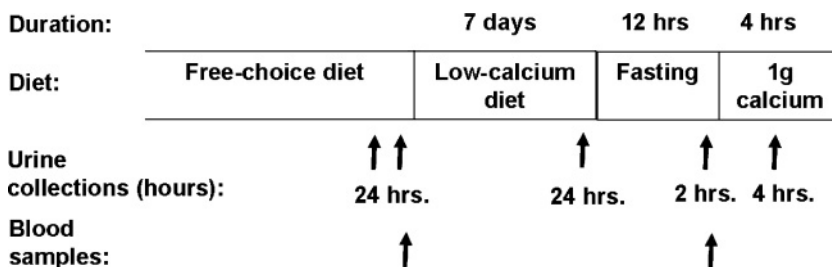 Duration: 7 days 12 hrs 4 hrs
Diet: Free-choice diet Low-calcium diet Fasting 1g calcium
Urine collections (hours): 24 hrs. 24 hrs. 2 hrs. 4 hrs.
Blood samples: